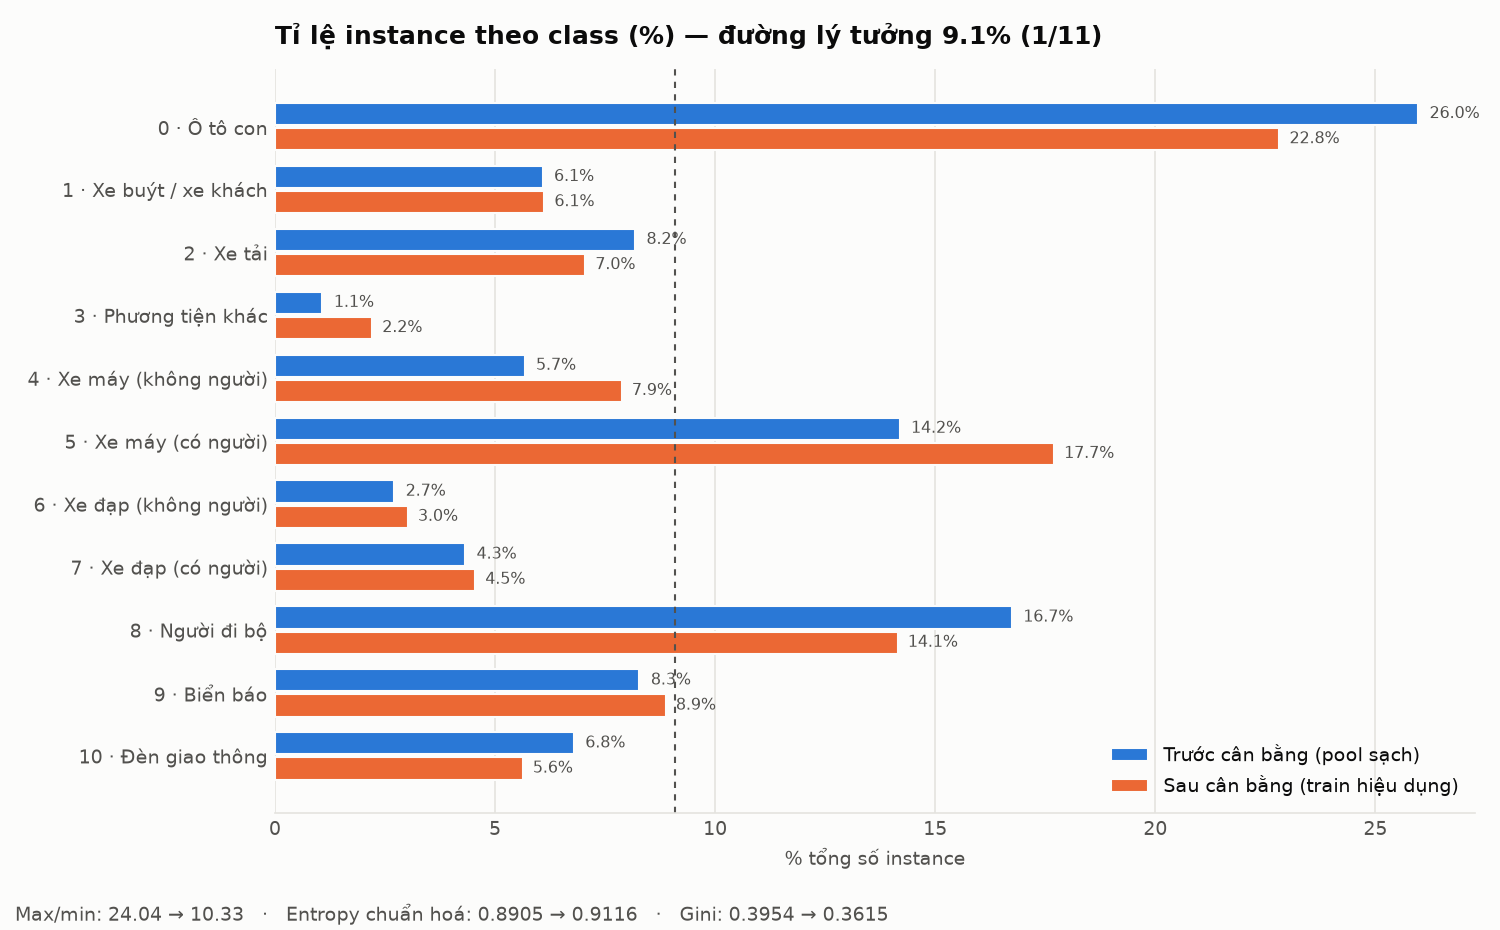 Tỉ lệ instance theo class (%) — đường lý tưởng 9.1% (1/11)
0 · Ô tô con
26.0%
22.8%
1 · Xe buýt / xe khách
6.1%
6.1%
2 · Xe tải
8.2%
7.0%
3 · Phương tiện khác
1.1%
2.2%
4 · Xe máy (không người)
5.7%
7.9%
5 · Xe máy (có người)
14.2%
17.7%
6 · Xe đạp (không người)
2.7%
3.0%
7 · Xe đạp (có người)
4.3%
4.5%
8 · Người đi bộ
16.7%
14.1%
9 · Biển báo
8.3%
8.9%
10 · Đèn giao thông
6.8%
5.6%
Trước cân bằng (pool sạch)
Sau cân bằng (train hiệu dụng)
0 5 10 15 20 25
% tổng số instance
Max/min: 24.04 → 10.33 · Entropy chuẩn hoá: 0.8905 → 0.9116 · Gini: 0.3954 → 0.3615